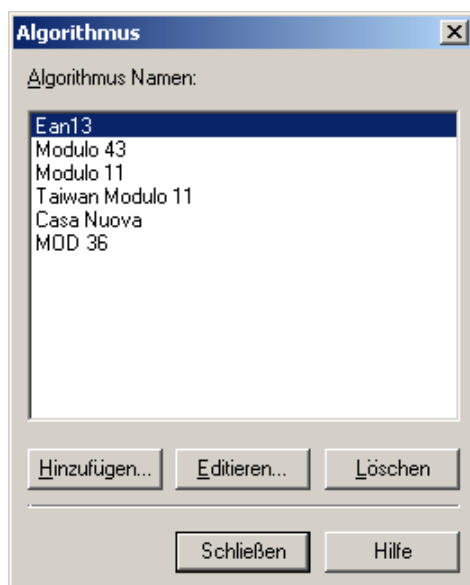 Algorithmus
Algorithmus Namen:
Ean13
Modulo 43
Modulo 11
Taiwan Modulo 11
Casa Nuova
MOD 36
Hinzufügen... Editieren... Löschen
Schließen Hilfe